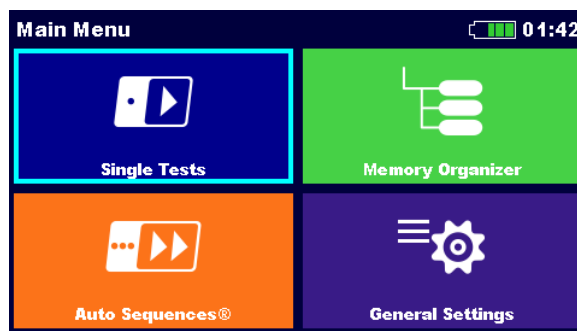 Main Menu 01:42
Single Tests
Memory Organizer
Auto Sequences®
General Settings